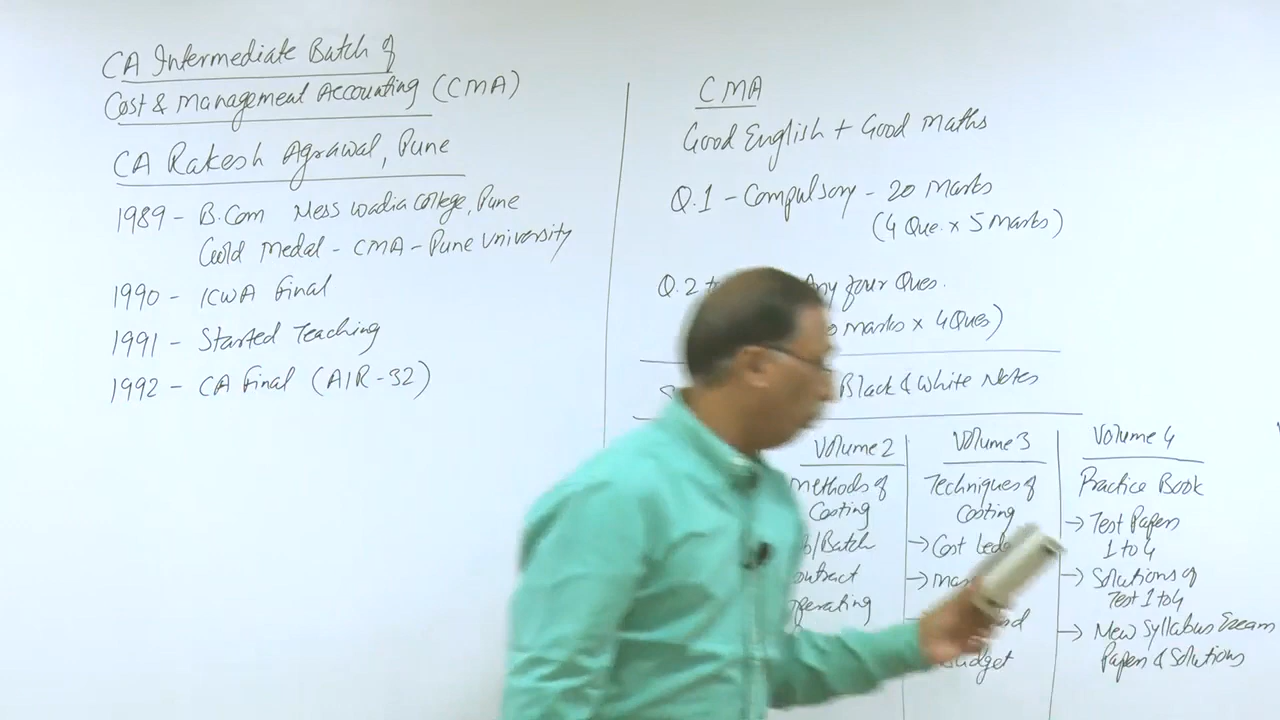 CA Intermediate Batch of
Cost & Management Accounting (CMA)
CA Rakesh Agrawal, Pune
1989 - B.Com Ness Wadia College, Pune
Gold Medal - CMA - Pune University
1990 - ICWA Final
1991 - Started Teaching
1992 - CA Final (AIR-32)
CMA
Good English + Good Maths
Q.1 - Compulsory - 20 Marks
(4 Que. x 5 Marks)
Q.2 Any four Ques.
Marks x 4 Ques)
Black & White Notes
Volume 2
Methods of
Costing
Batch
Volume 3
Techniques of
Costing
→ Cost
→
Budget
Volume 4
Practice Book
→ Test Papers
1 to 4
→ Solutions of
Test 1 to 4
→ New Syllabus Exam
Papers & Solutions